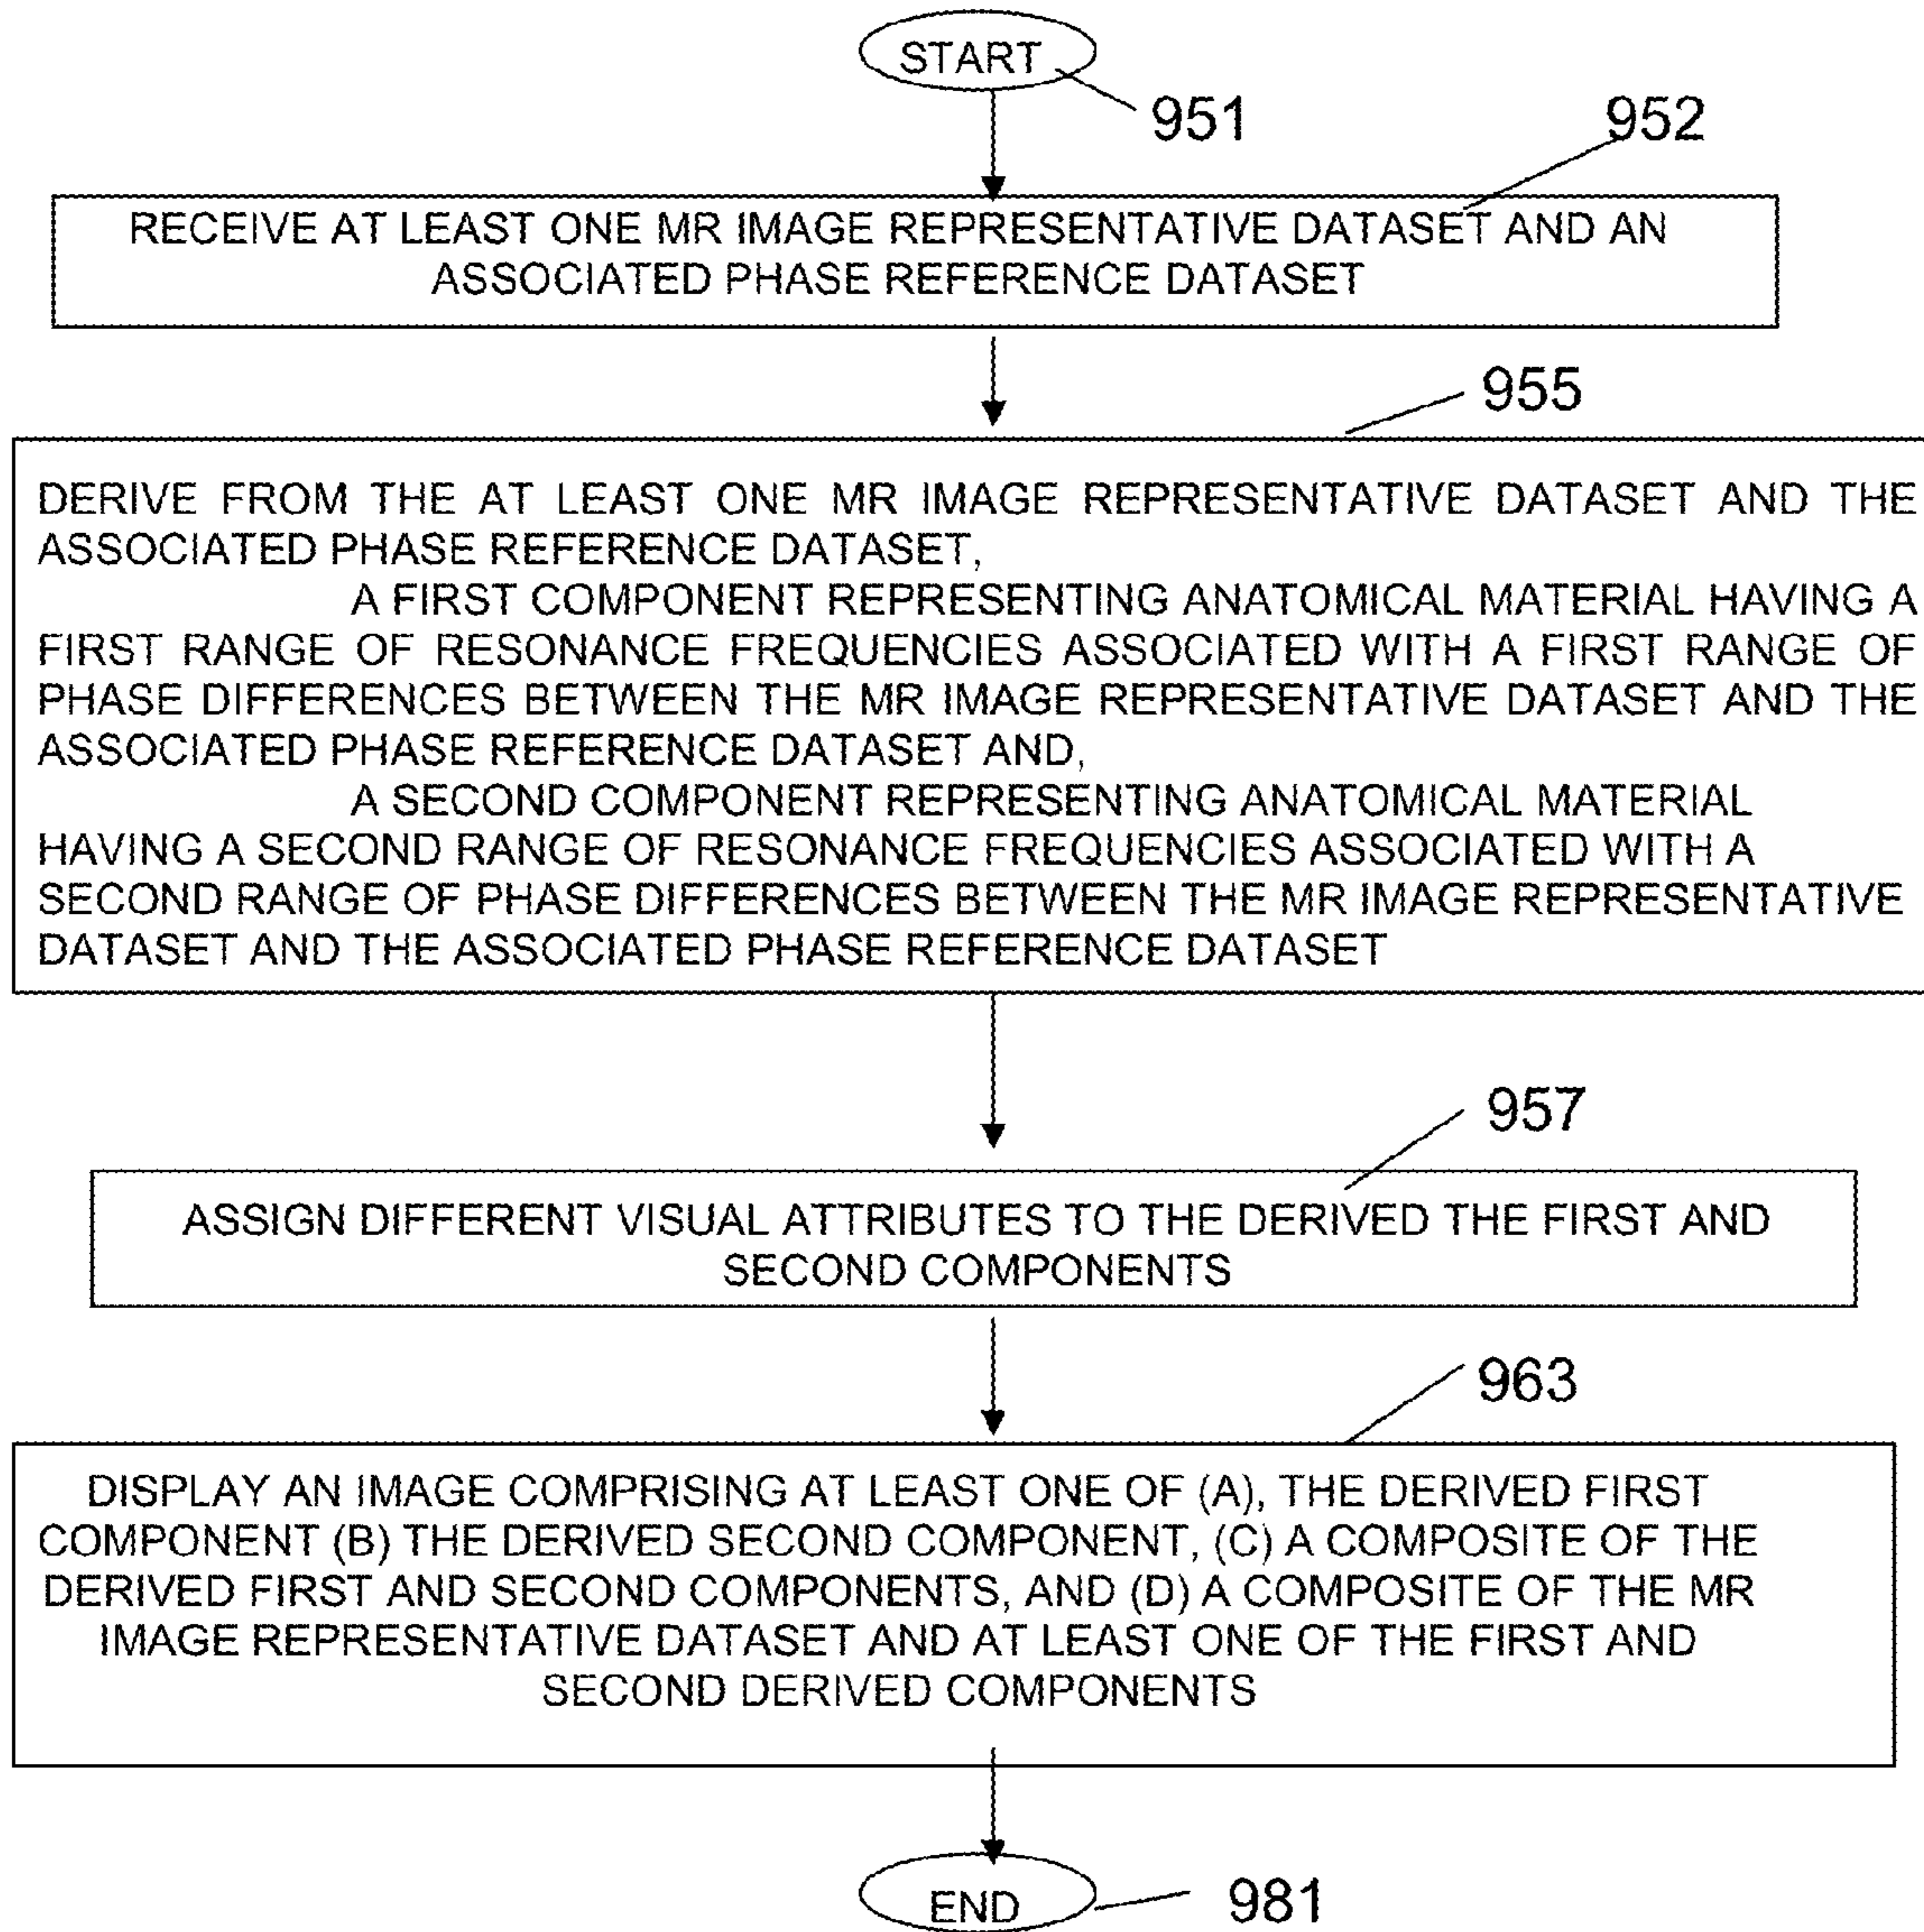 START
951
952
RECEIVE AT LEAST ONE MR IMAGE REPRESENTATIVE DATASET AND AN
ASSOCIATED PHASE REFERENCE DATASET
955
DERIVE FROM THE AT LEAST ONE MR IMAGE REPRESENTATIVE DATASET AND THE
ASSOCIATED PHASE REFERENCE DATASET,
A FIRST COMPONENT REPRESENTING ANATOMICAL MATERIAL HAVING A
FIRST RANGE OF RESONANCE FREQUENCIES ASSOCIATED WITH A FIRST RANGE OF
PHASE DIFFERENCES BETWEEN THE MR IMAGE REPRESENTATIVE DATASET AND THE
ASSOCIATED PHASE REFERENCE DATASET AND,
A SECOND COMPONENT REPRESENTING ANATOMICAL MATERIAL
HAVING A SECOND RANGE OF RESONANCE FREQUENCIES ASSOCIATED WITH A
SECOND RANGE OF PHASE DIFFERENCES BETWEEN THE MR IMAGE REPRESENTATIVE
DATASET AND THE ASSOCIATED PHASE REFERENCE DATASET
957
ASSIGN DIFFERENT VISUAL ATTRIBUTES TO THE DERIVED THE FIRST AND
SECOND COMPONENTS
963
DISPLAY AN IMAGE COMPRISING AT LEAST ONE OF (A), THE DERIVED FIRST
COMPONENT (B) THE DERIVED SECOND COMPONENT, (C) A COMPOSITE OF THE
DERIVED FIRST AND SECOND COMPONENTS, AND (D) A COMPOSITE OF THE MR
IMAGE REPRESENTATIVE DATASET AND AT LEAST ONE OF THE FIRST AND
SECOND DERIVED COMPONENTS
END
981